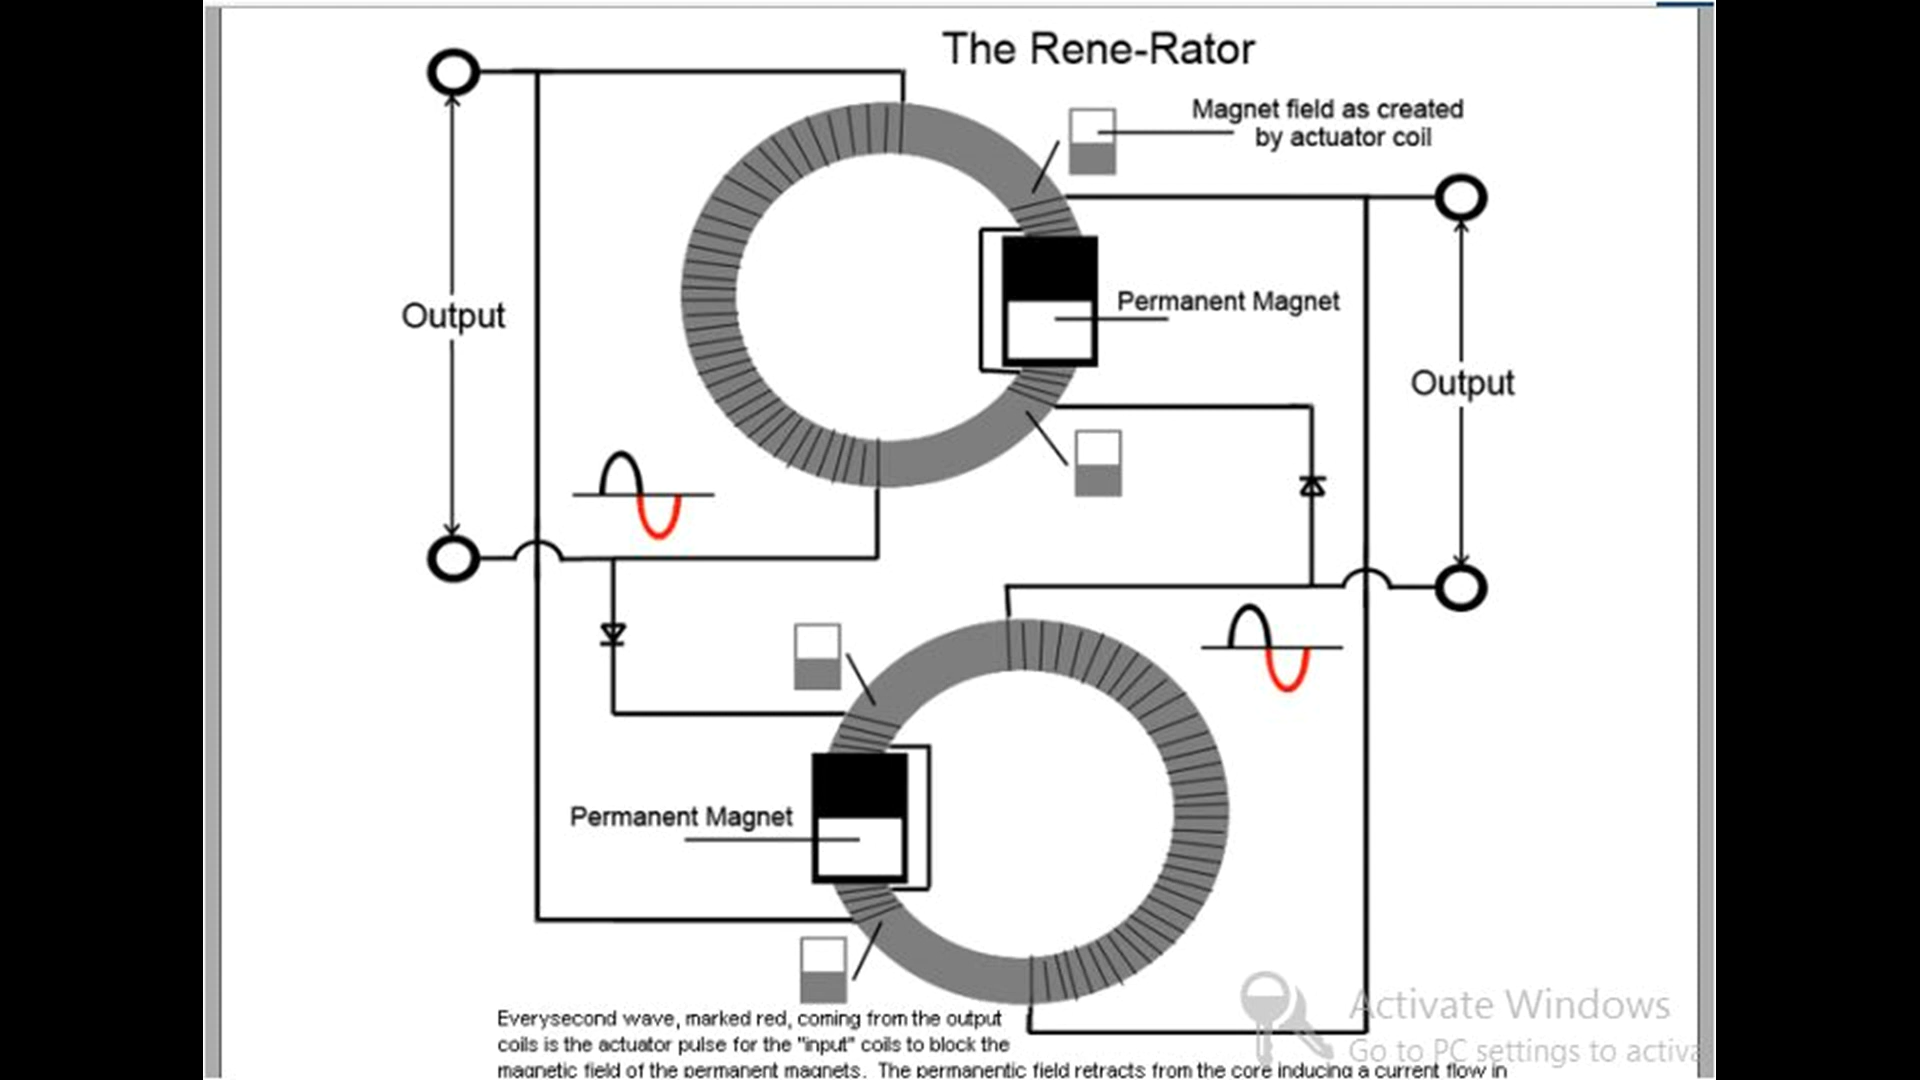 The Rene-Rator
Magnet field as created
by actuator coil
Permanent Magnet
Output
Output
Permanent Magnet
Everysecond wave, marked red, coming from the output
coils is the actuator pulse for the "input" coils to block the
magnetic field of the permanent magnets. The permanentic field retracts from the core inducing a current flow in
Activate Windows
Go to PC settings to activa